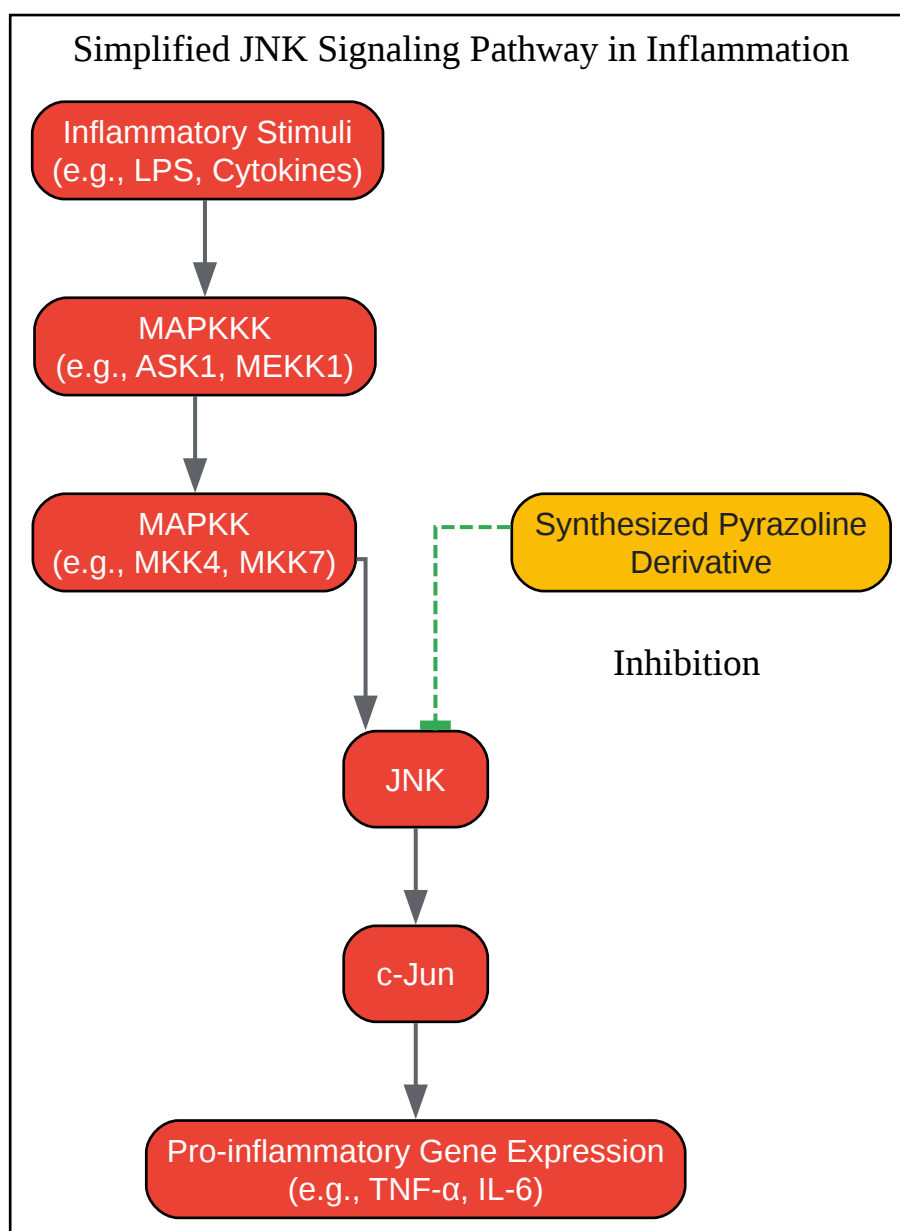 Simplified JNK Signaling Pathway in Inflammation
Inflammatory Stimuli
(e.g., LPS, Cytokines)
MAPKKK
(e.g., ASK1, MEKK1)
MAPKK
(e.g., MKK4, MKK7)
Synthesized Pyrazoline
Derivative
Inhibition
JNK
c-Jun
Pro-inflammatory Gene Expression
(e.g., TNF-α, IL-6)